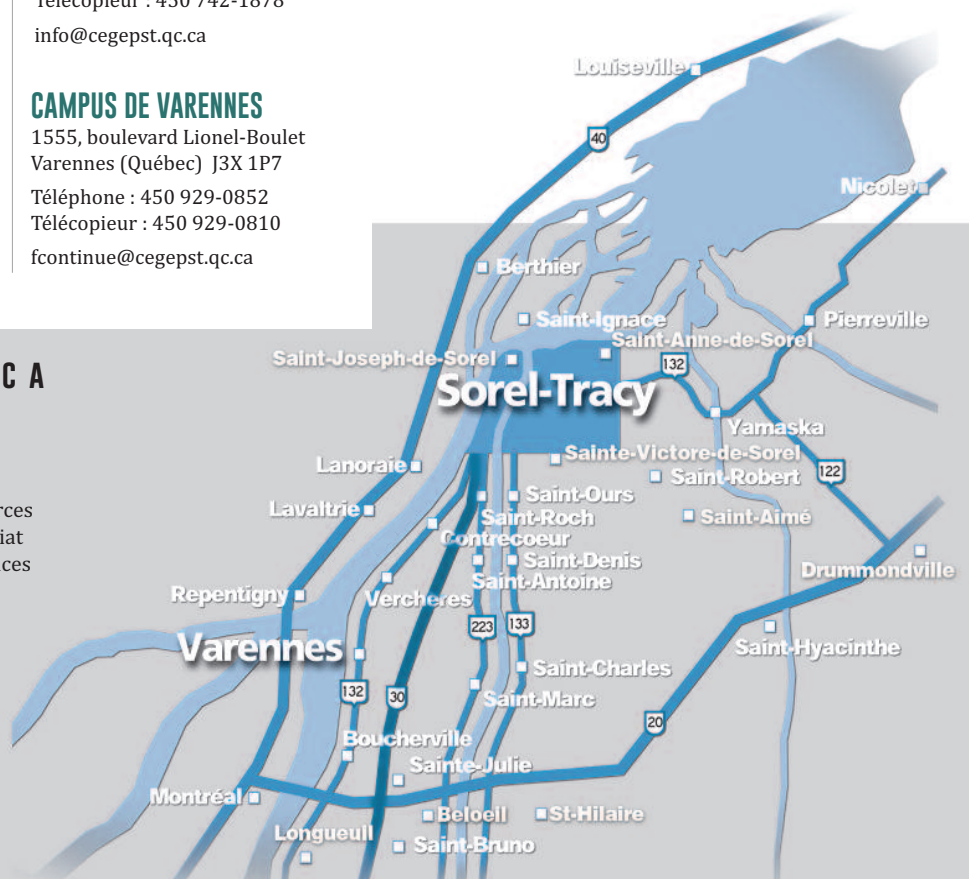 Télécopieur : 450 742-1878
info@cegepst.qc.ca
CAMPUS DE VARENNES
1555, boulevard Lionel-Boulet
Varennes (Québec) J3X 1P7
Téléphone : 450 929-0852
Télécopieur : 450 929-0810
fcontinue@cegepst.qc.ca
C A
Louiseville
40
Nicolet
Berthier
Saint-Ignace
Pierreville
Saint-Anne-de-Sorel
Saint-Joseph-de-Sorel
132
Sorel-Tracy
Yamaska
Sainte-Victore-de-Sorel
Lanoraie
Saint-Robert
122
Saint-Ours
Lavaltrie
Saint-Roch
Saint-Aimé
Contrecoeur
Saint-Denis
Drummondville
Saint-Antoine
Repentigny
Vercheres
223
133
Varennes
Saint-Hyacinthe
Saint-Charles
132
30
Saint-Marc
20
Boucherville
Sainte-Julie
Montréal
Beloeil
St-Hilaire
Longueuil
Saint-Bruno